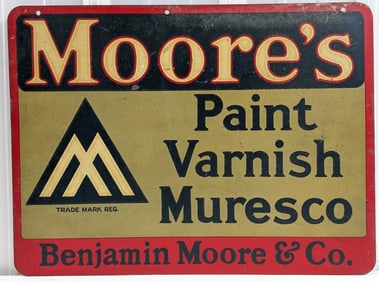 Moore's
Paint
Varnish
Muresco
M
TRADE MARK REG.
Benjamin Moore & Co.